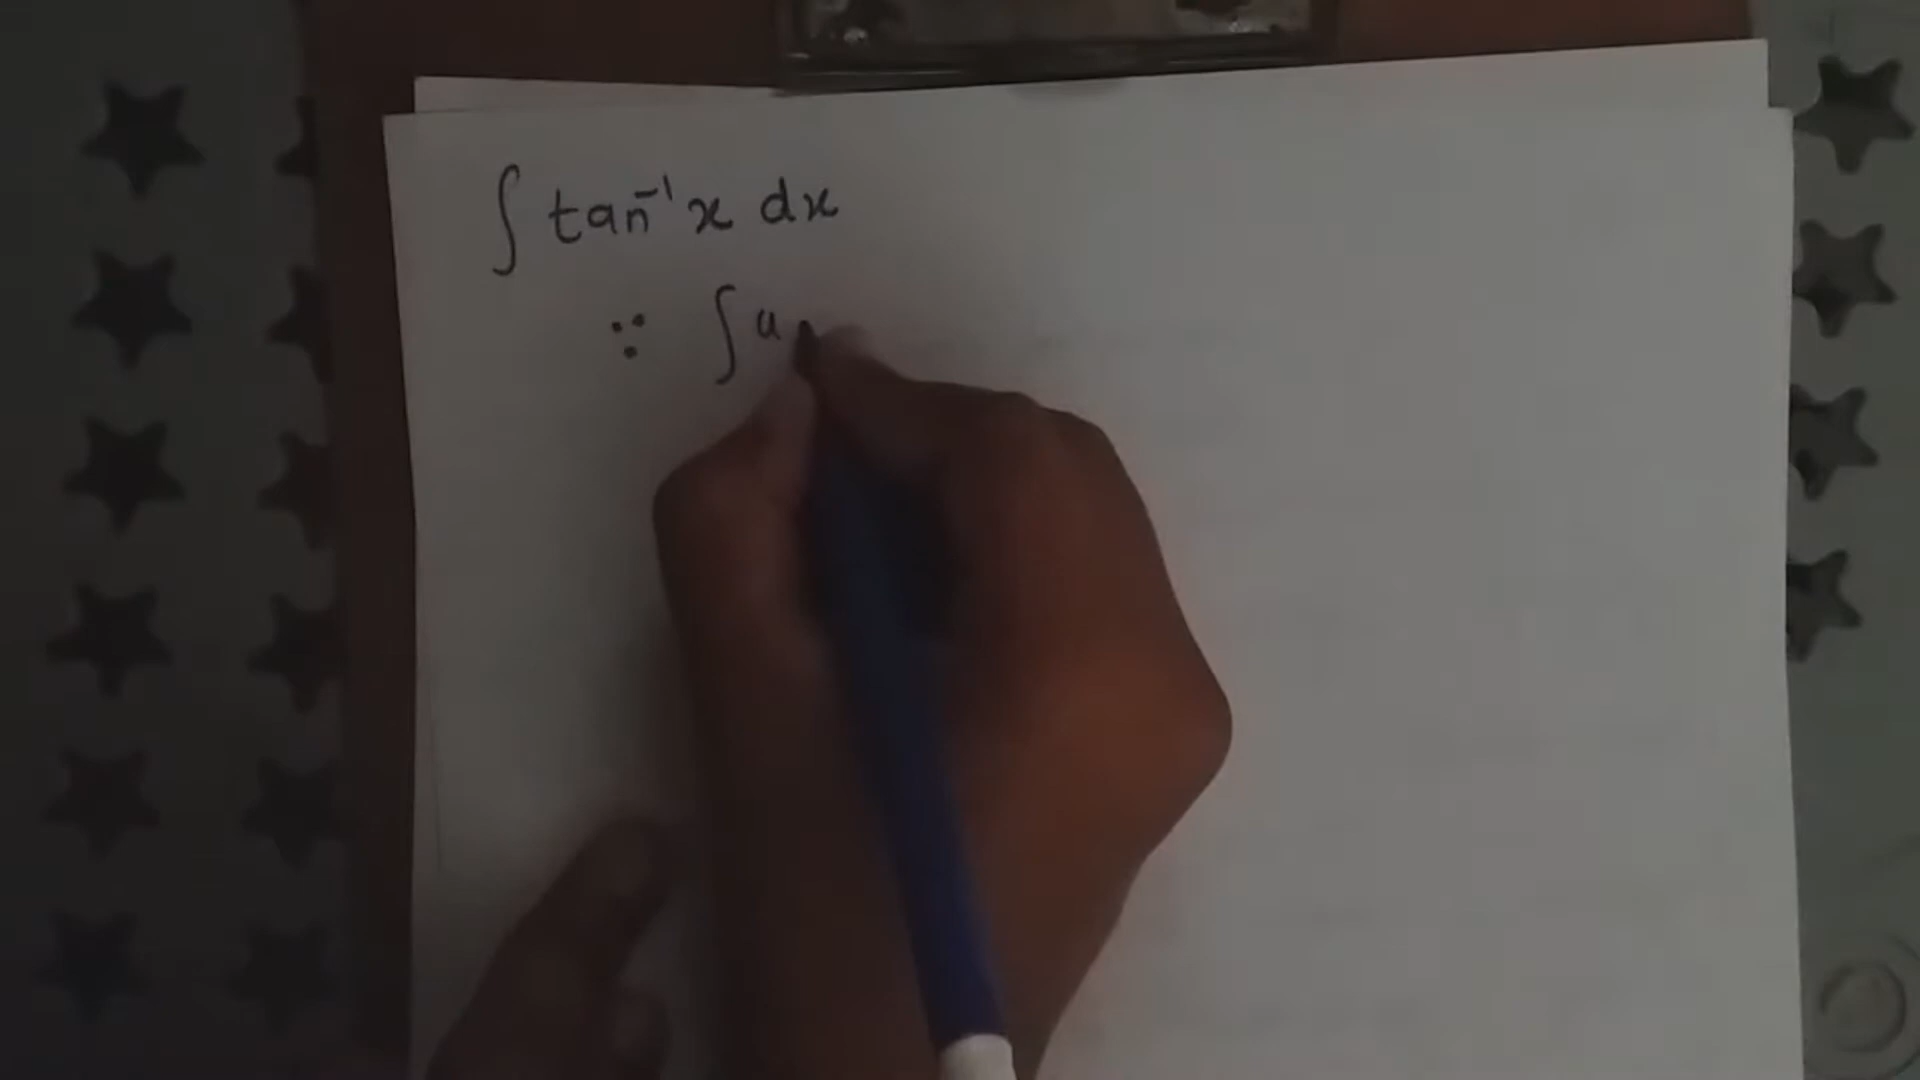 ∫ tan⁻¹x dx
∵ ∫u